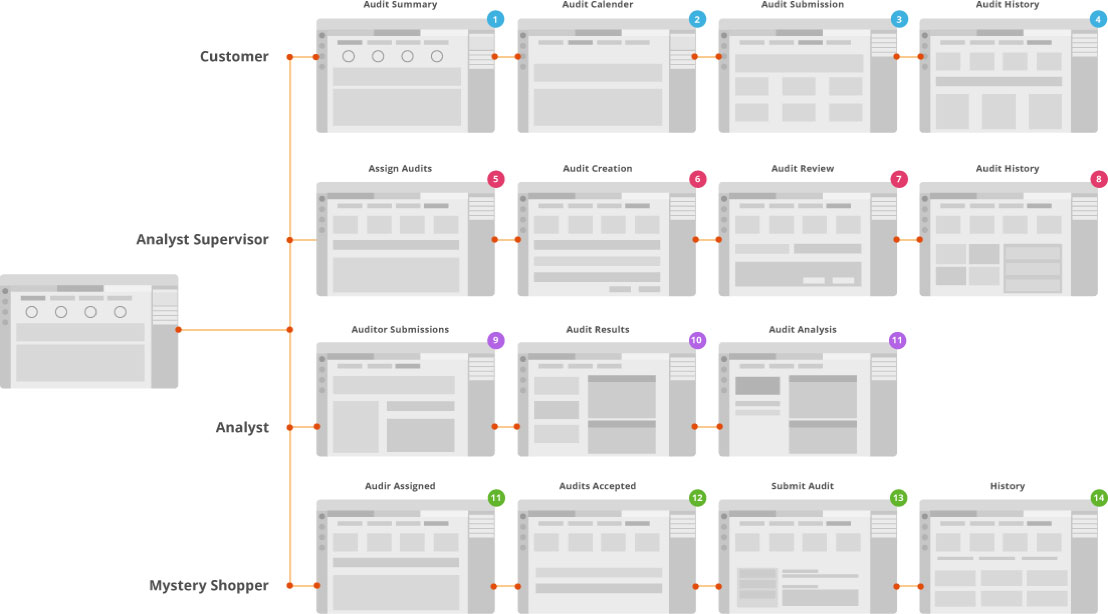 Audit Summary
Audit Calender
Audit Submission
Audit History
1
2
3
4
Customer
Assign Audits
Audit Creation
Audit Review
Audit History
5
6
7
8
Analyst Supervisor
Auditor Submissions
Audit Results
Audit Analysis
9
10
11
Analyst
Audir Assigned
Audits Accepted
Submit Audit
History
11
12
13
14
Mystery Shopper